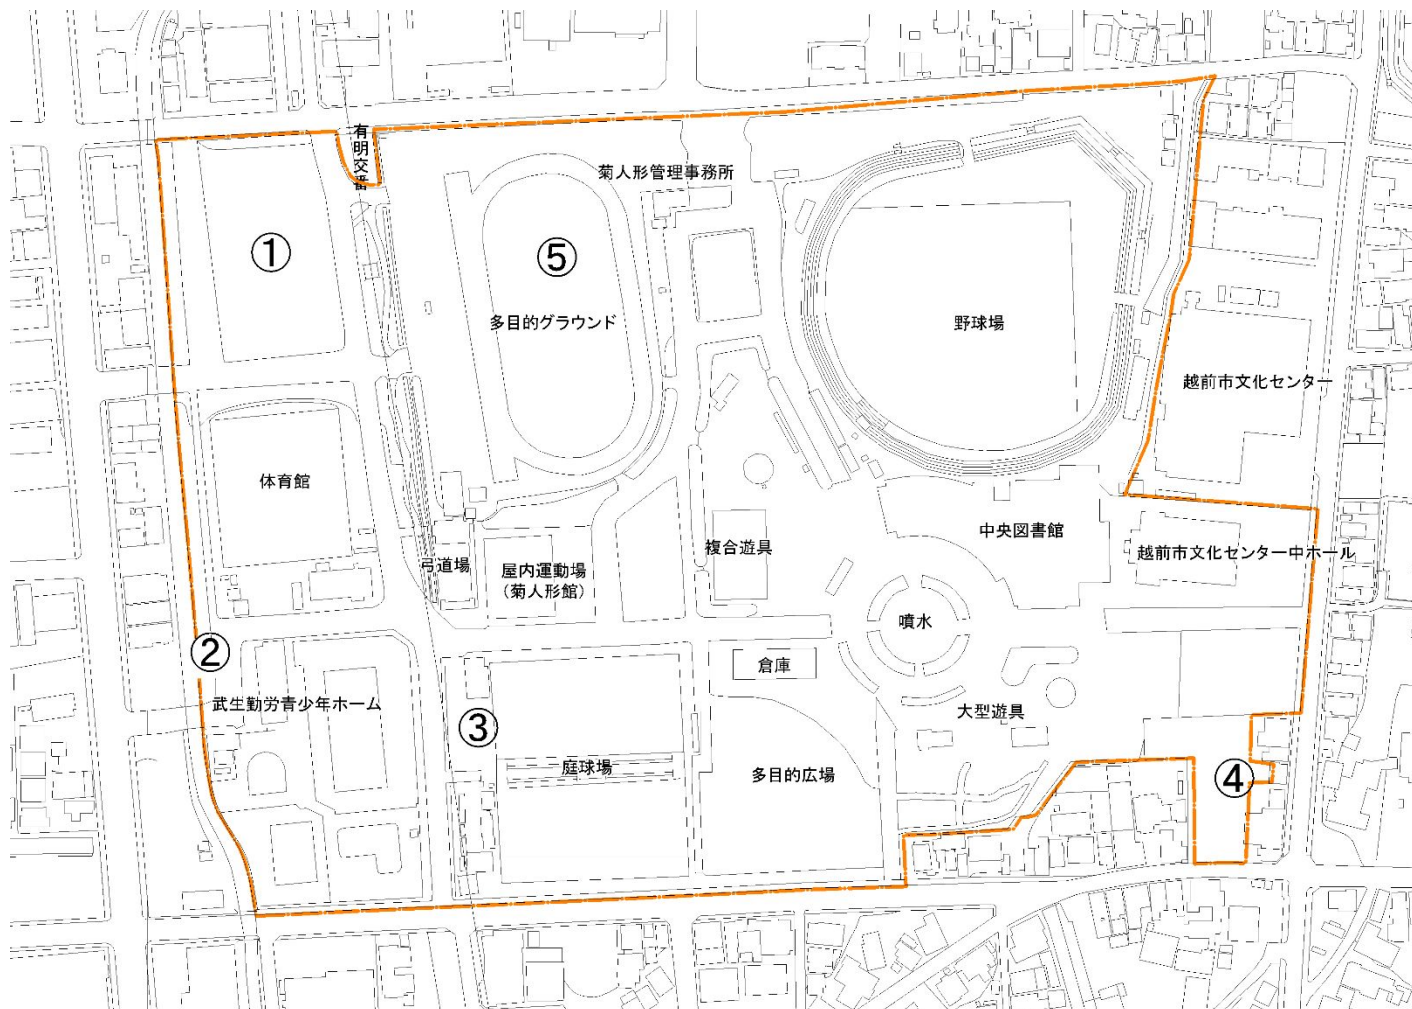 有明交番
菊人形管理事務所
①
⑤
多目的グラウンド
野球場
越前市文化センター
体育館
中央図書館
複合遊具
越前市文化センター中ホール
弓道場
屋内運動場
（菊人形館）
噴水
②
倉庫
武生勤労青少年ホーム
大型遊具
③
庭球場
多目的広場
④